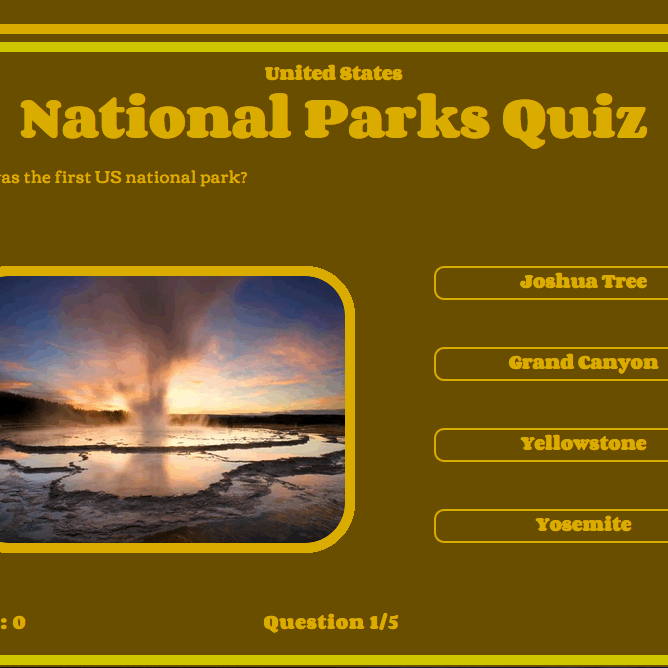 United States
National Parks Quiz
the first US national park?
Joshua Tree
Grand Canyon
Yellowstone
Yosemite
: 0
Question 1/5